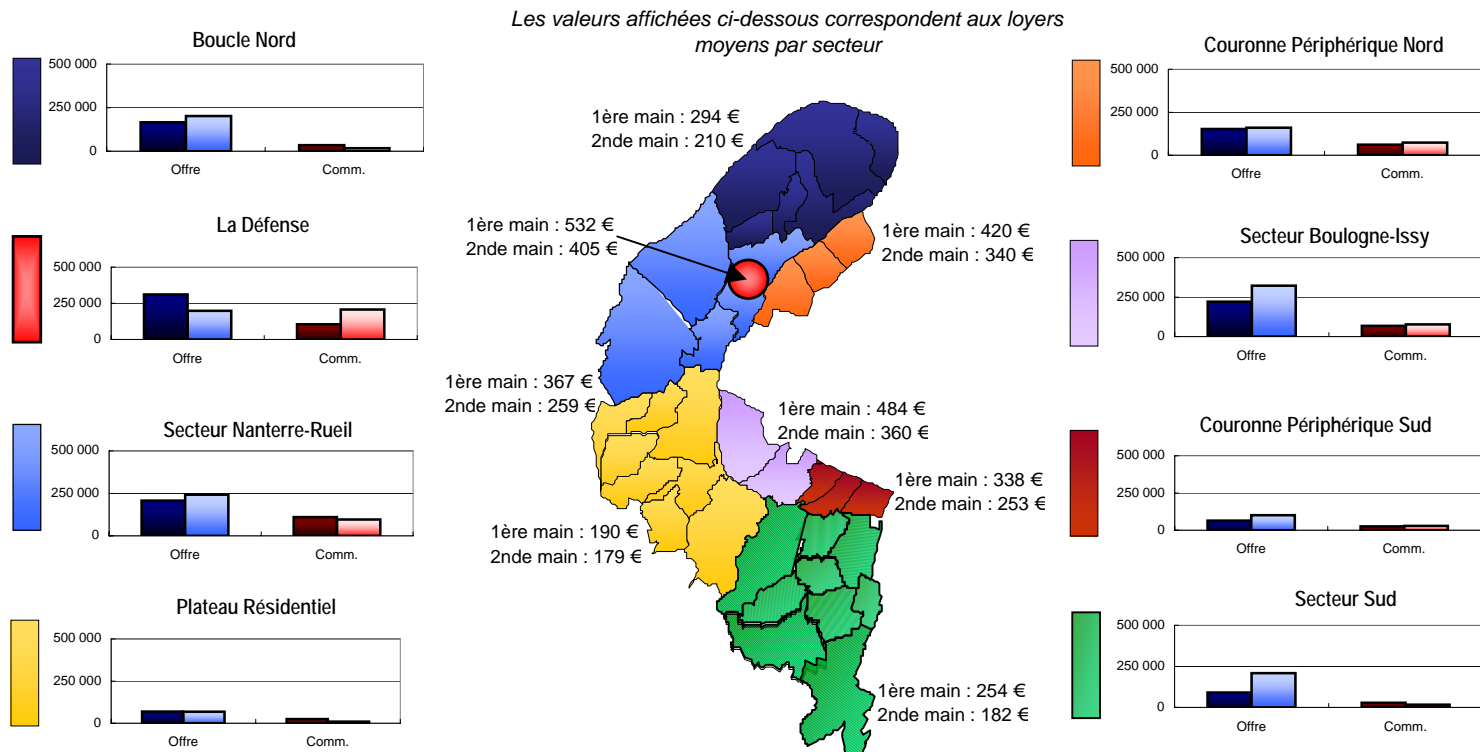 Les valeurs affichées ci-dessous correspondent aux loyers
moyens par secteur
Boucle Nord
500 000
250 000
0
Offre
Comm.
La Défense
500 000
250 000
0
Offre
Comm.
Secteur Nanterre-Rueil
500 000
250 000
0
Offre
Comm.
Plateau Résidentiel
500 000
250 000
0
Offre
Comm.
1ère main : 294 €
2nde main : 210 €
1ère main : 532 €
2nde main : 405 €
1ère main : 420 €
2nde main : 340 €
1ère main : 367 €
2nde main : 259 €
1ère main : 484 €
2nde main : 360 €
1ère main : 338 €
2nde main : 253 €
1ère main : 190 €
2nde main : 179 €
1ère main : 254 €
2nde main : 182 €
Couronne Périphérique Nord
500 000
250 000
0
Offre
Comm.
Secteur Boulogne-Issy
500 000
250 000
0
Offre
Comm.
Couronne Périphérique Sud
500 000
250 000
0
Offre
Comm.
Secteur Sud
500 000
250 000
0
Offre
Comm.